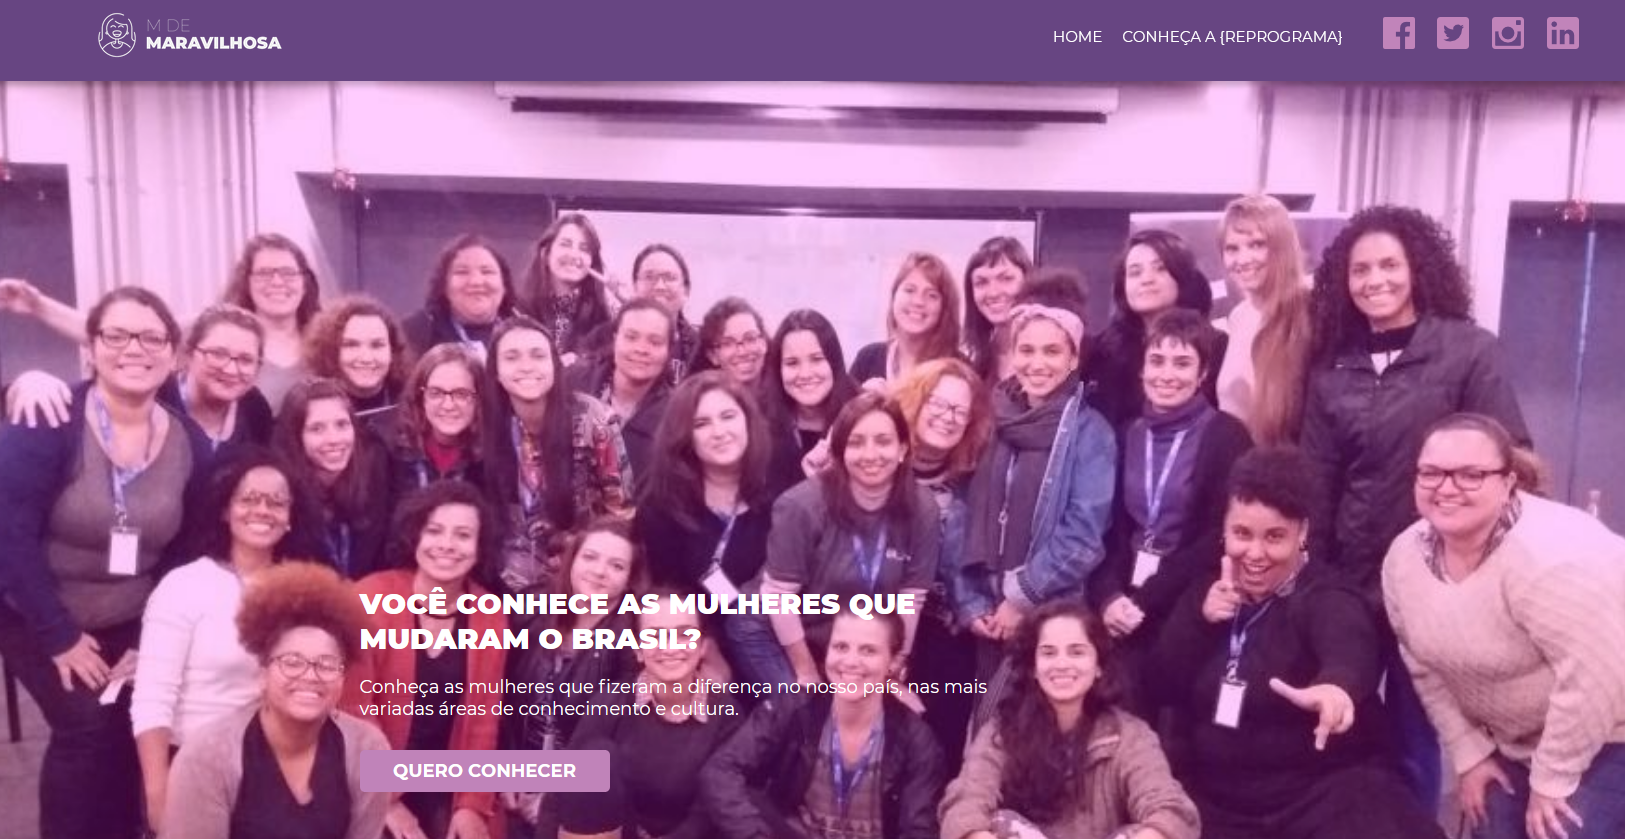 M DE
MARAVILHOSA
HOME
CONHEÇA A {REPROGRAMA}
VOCÊ CONHECE AS MULHERES QUE
MUDARAM O BRASIL?
Conheça as mulheres que fizeram a diferença no nosso país, nas mais
variadas áreas de conhecimento e cultura.
QUERO CONHECER